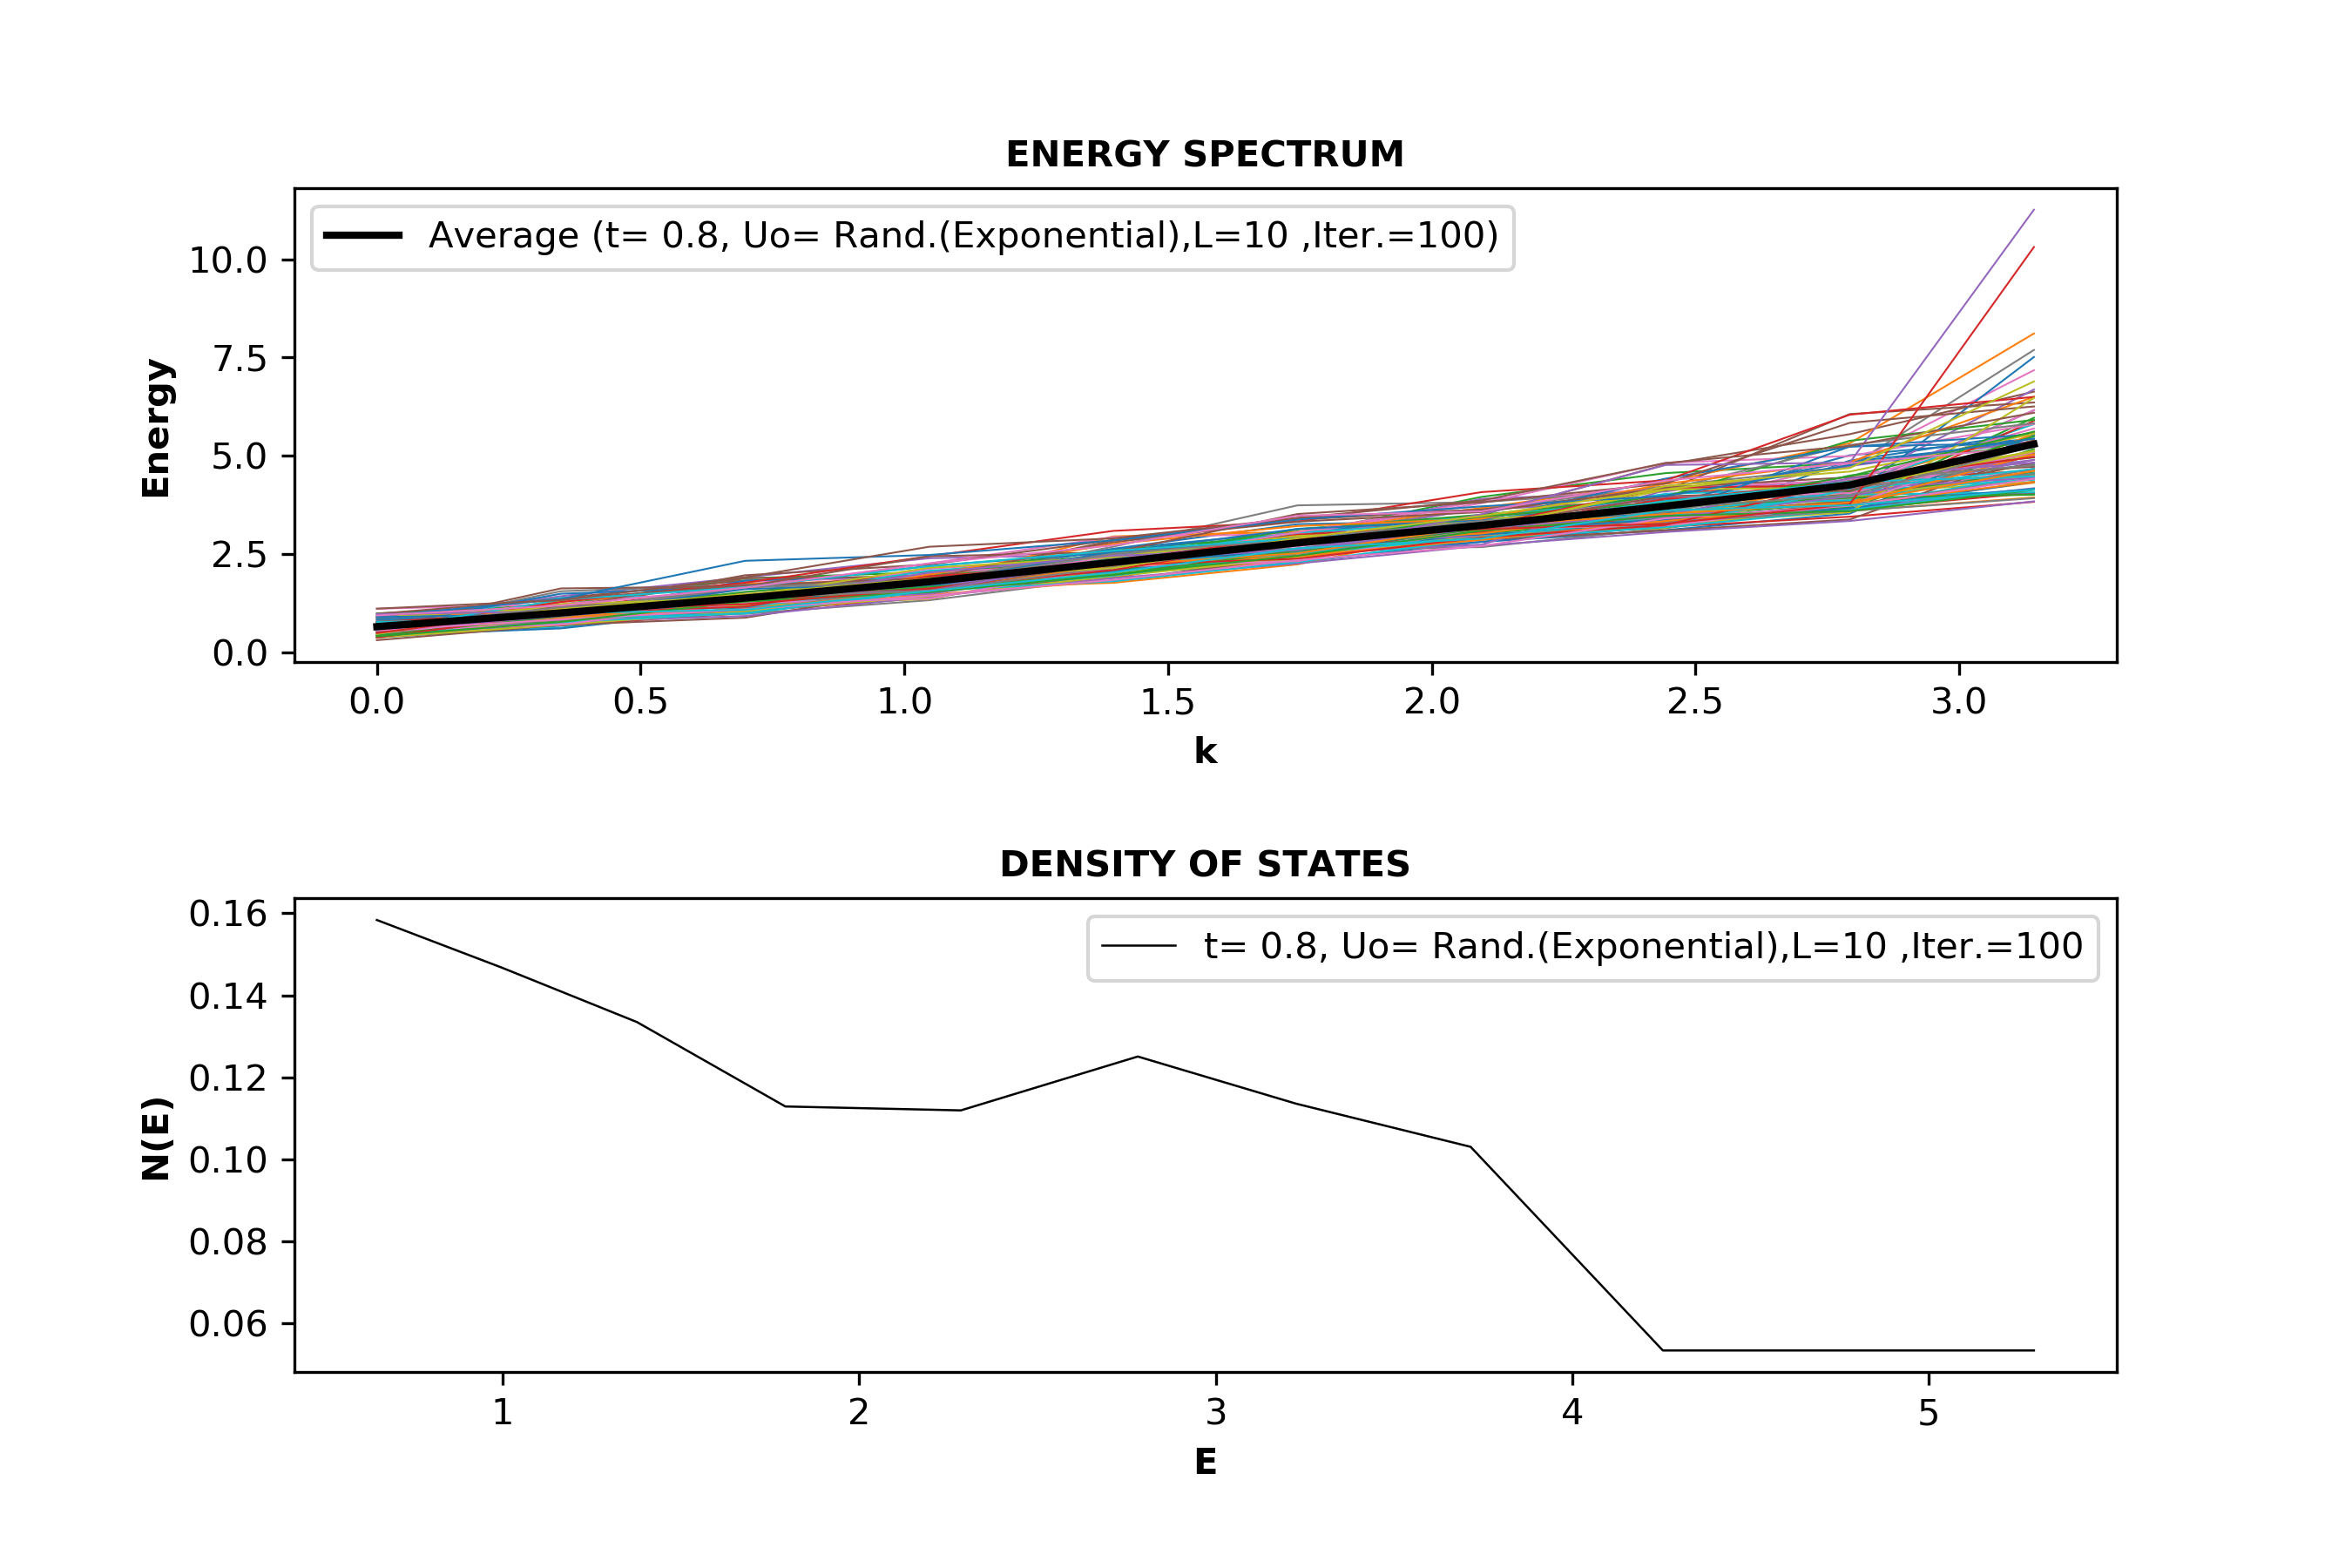 ENERGY SPECTRUM
Average (t= 0.8, Uo= Rand.(Exponential),L=10 ,Iter.=100)
Energy
10.0
7.5
5.0
2.5
0.0
0.0 0.5 1.0 1.5 2.0 2.5 3.0
k
DENSITY OF STATES
t= 0.8, Uo= Rand.(Exponential),L=10 ,Iter.=100
N(E)
0.16
0.14
0.12
0.10
0.08
0.06
1 2 3 4 5
E